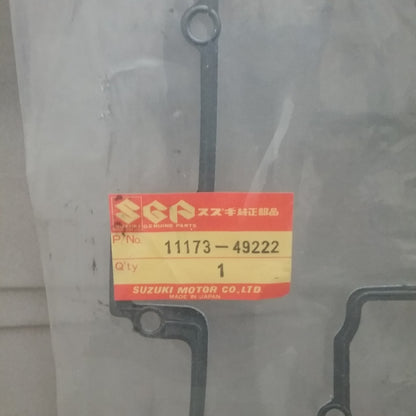 SGP スズキ純正部品
SUZUKI GENUINE PARTS
P No. 11173-49222
Q'ty 1
SUZUKI MOTOR CO.,LTD.
MADE IN JAPAN